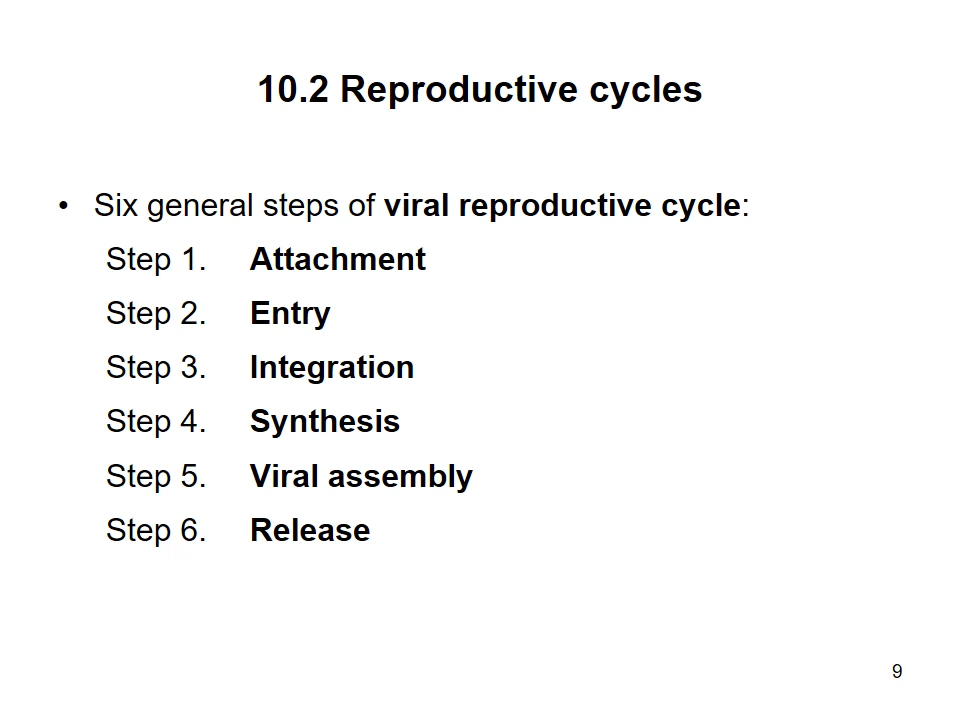 10.2 Reproductive cycles
• Six general steps of viral reproductive cycle:
Step 1. Attachment
Step 2. Entry
Step 3. Integration
Step 4. Synthesis
Step 5. Viral assembly
Step 6. Release
9